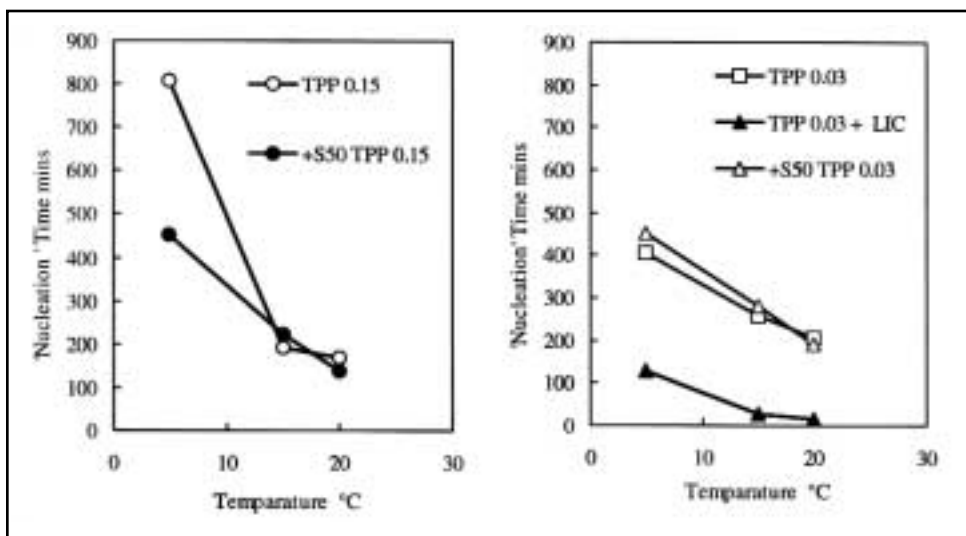 900
800
700
600
500
400
300
200
100
0
'Nucleation' Time mins
TPP 0.15
+S50 TPP 0.15
0 10 20 30
Temparature °C
900
800
700
600
500
400
300
200
100
0
'Nucleation' Time mins
TPP 0.03
TPP 0.03 + LIC
+S50 TPP 0.03
0 10 20 30
Temparature °C